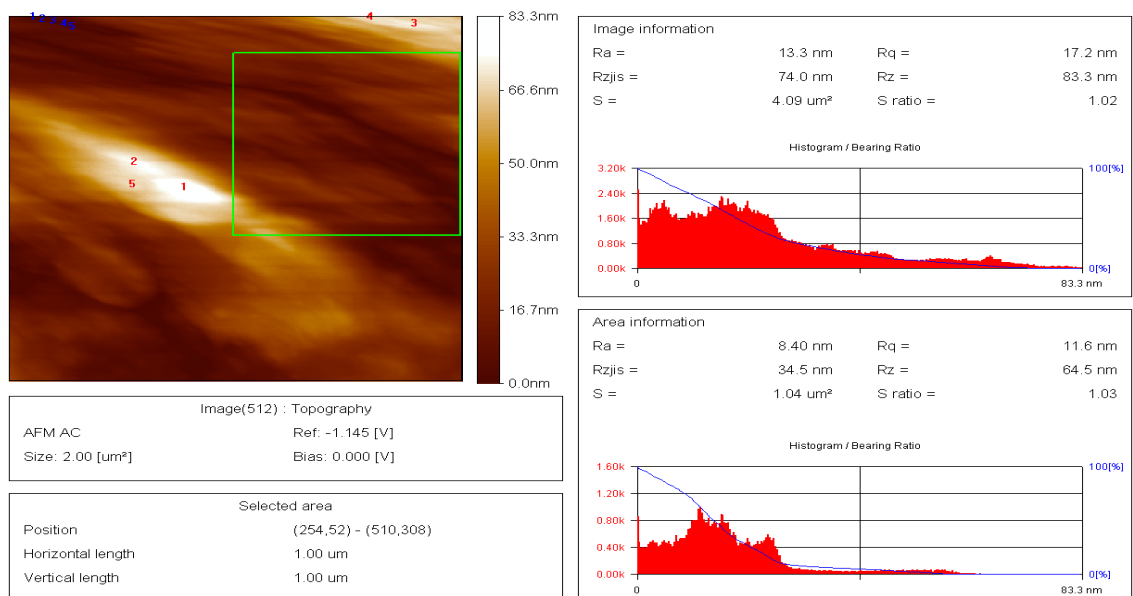 1 2 3 4 5
4 3
2
5 1
83.3nm
66.6nm
50.0nm
33.3nm
16.7nm
0.0nm
Image(512) : Topography
AFM AC Ref: -1.145 [V]
Size: 2.00 [um²] Bias: 0.000 [V]
Selected area
Position (254,52) - (510,308)
Horizontal length 1.00 um
Vertical length 1.00 um
Image information
Ra = 13.3 nm Rq = 17.2 nm
Rzjis = 74.0 nm Rz = 83.3 nm
S = 4.09 um² S ratio = 1.02
Histogram / Bearing Ratio
3.20k 100[%]
2.40k
1.60k
0.80k
0.00k 0[%]
0 83.3 nm
Area information
Ra = 8.40 nm Rq = 11.6 nm
Rzjis = 34.5 nm Rz = 64.5 nm
S = 1.04 um² S ratio = 1.03
Histogram / Bearing Ratio
1.60k 100[%]
1.20k
0.80k
0.40k
0.00k 0[%]
0 83.3 nm